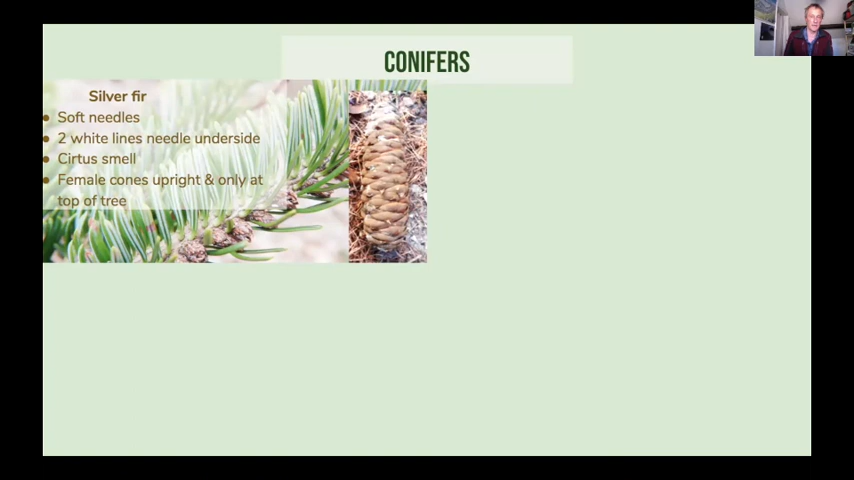 CONIFERS
Silver fir
Soft needles
2 white lines needle underside
Cirtus smell
Female cones upright & only at
top of tree